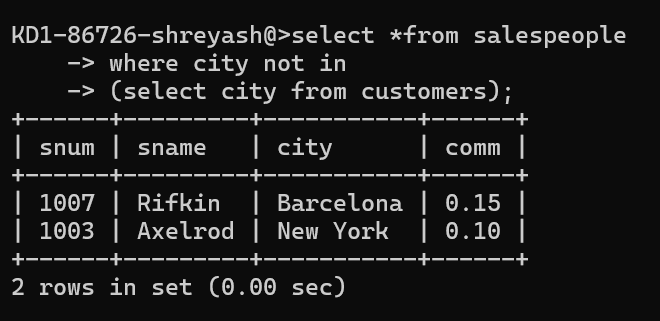 KD1-86726-shreyash@>select *from salespeople
    -> where city not in
    -> (select city from customers);
+------+---------+-----------+------+
| snum | sname   | city      | comm |
+------+---------+-----------+------+
| 1007 | Rifkin  | Barcelona | 0.15 |
| 1003 | Axelrod | New York  | 0.10 |
+------+---------+-----------+------+
2 rows in set (0.00 sec)